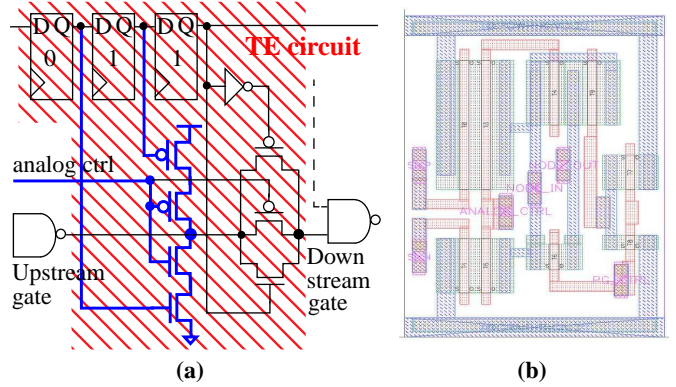 D Q D Q D Q
0 1 1
TE circuit
analog ctrl
Upstream
gate
Down
stream
gate
(a)
NODE_OUT
NODE_IN
ANALOG_CTRL
(b)